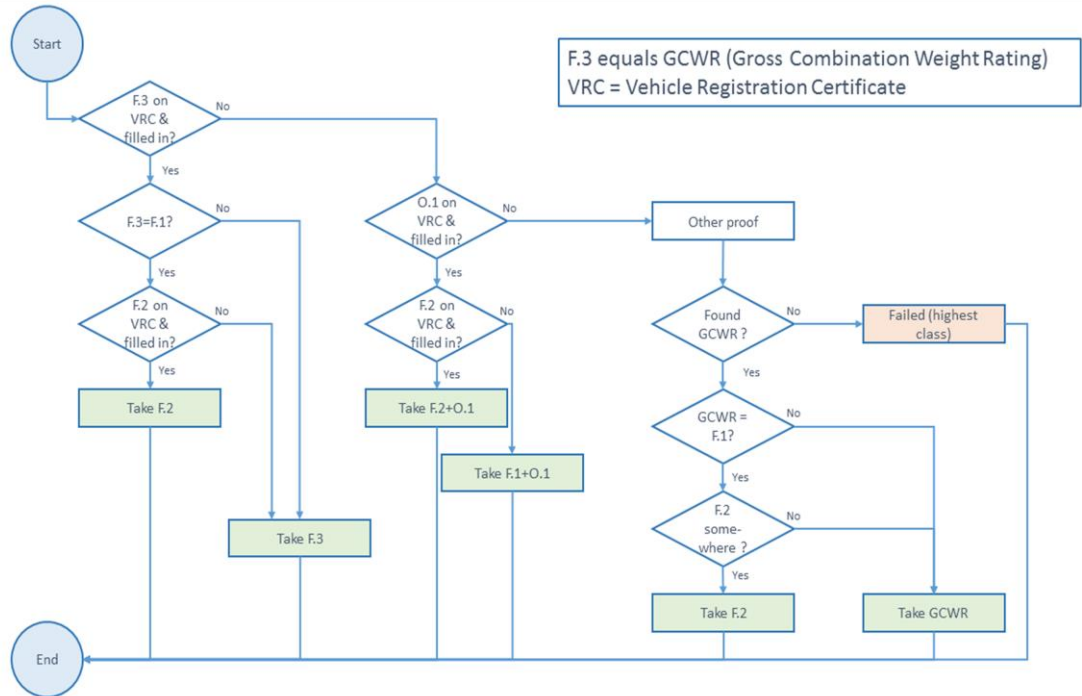 Start
F.3 equals GCWR (Gross Combination Weight Rating)
VRC = Vehicle Registration Certificate
F.3 on
VRC &
filled in?
No
Yes
F.3=F.1?
No
Yes
F.2 on
VRC &
filled in?
No
Yes
Take F.2
Take F.3
O.1 on
VRC &
filled in?
No
Yes
F.2 on
VRC &
filled in?
No
Yes
Take F.2+O.1
Take F.1+O.1
Other proof
Found
GCWR ?
No
Failed (highest
class)
Yes
GCWR =
F.1?
No
Yes
F.2
some-
where ?
No
Yes
Take F.2
Take GCWR
End